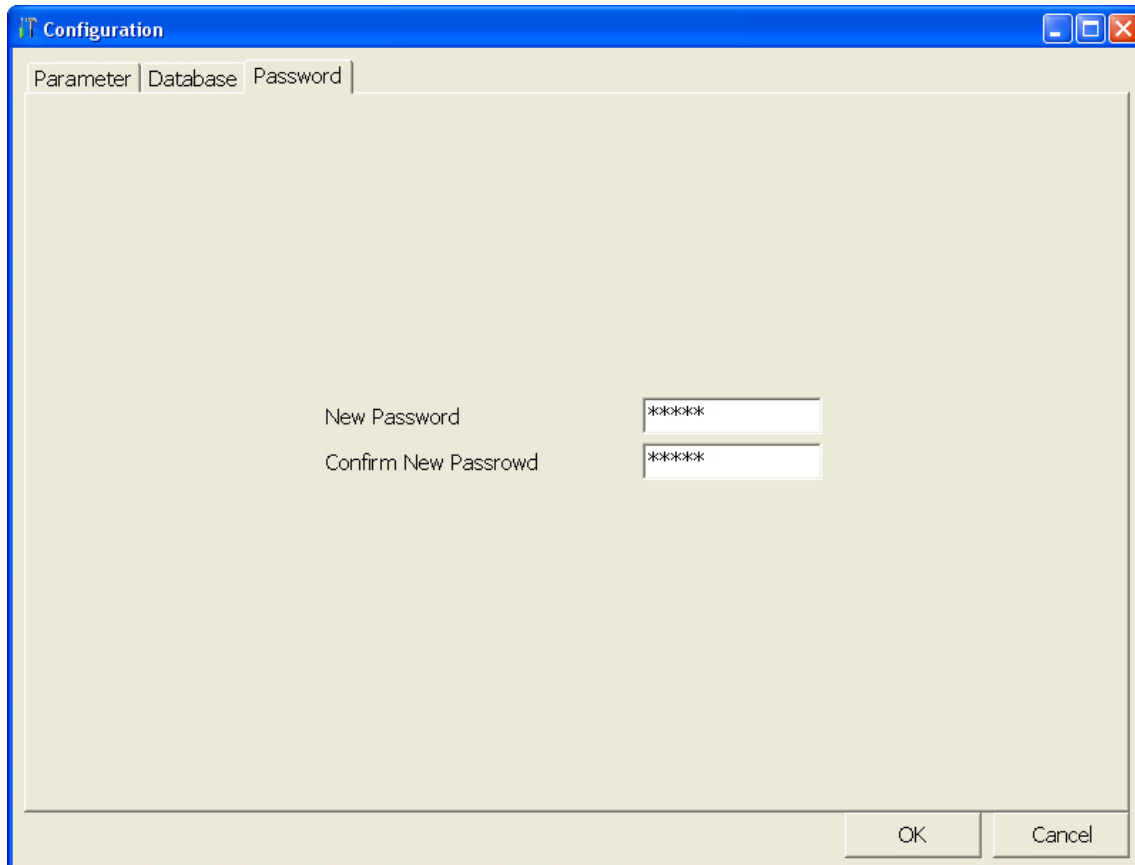 Configuration
Parameter Database Password
New Password *****
Confirm New Passrowd *****
OK Cancel